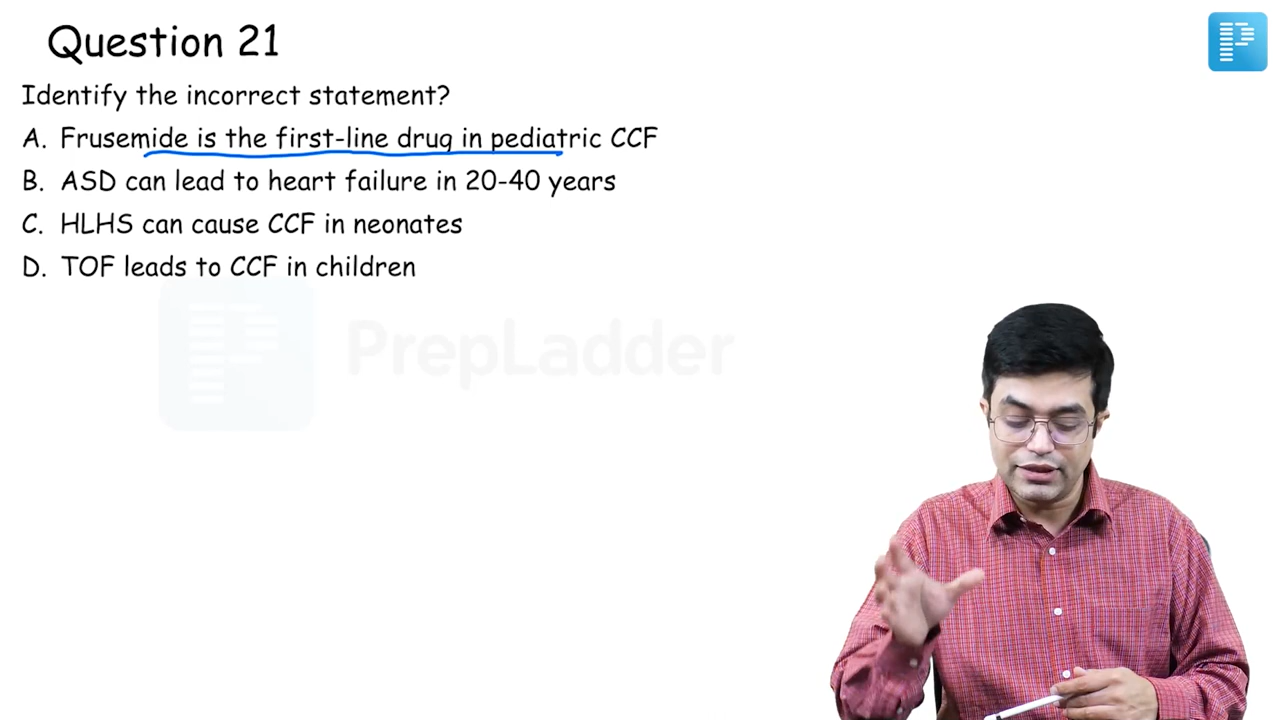 Question 21
Identify the incorrect statement?
A. Frusemide is the first-line drug in pediatric CCF
B. ASD can lead to heart failure in 20-40 years
C. HLHS can cause CCF in neonates
D. TOF leads to CCF in children
PrepLadder